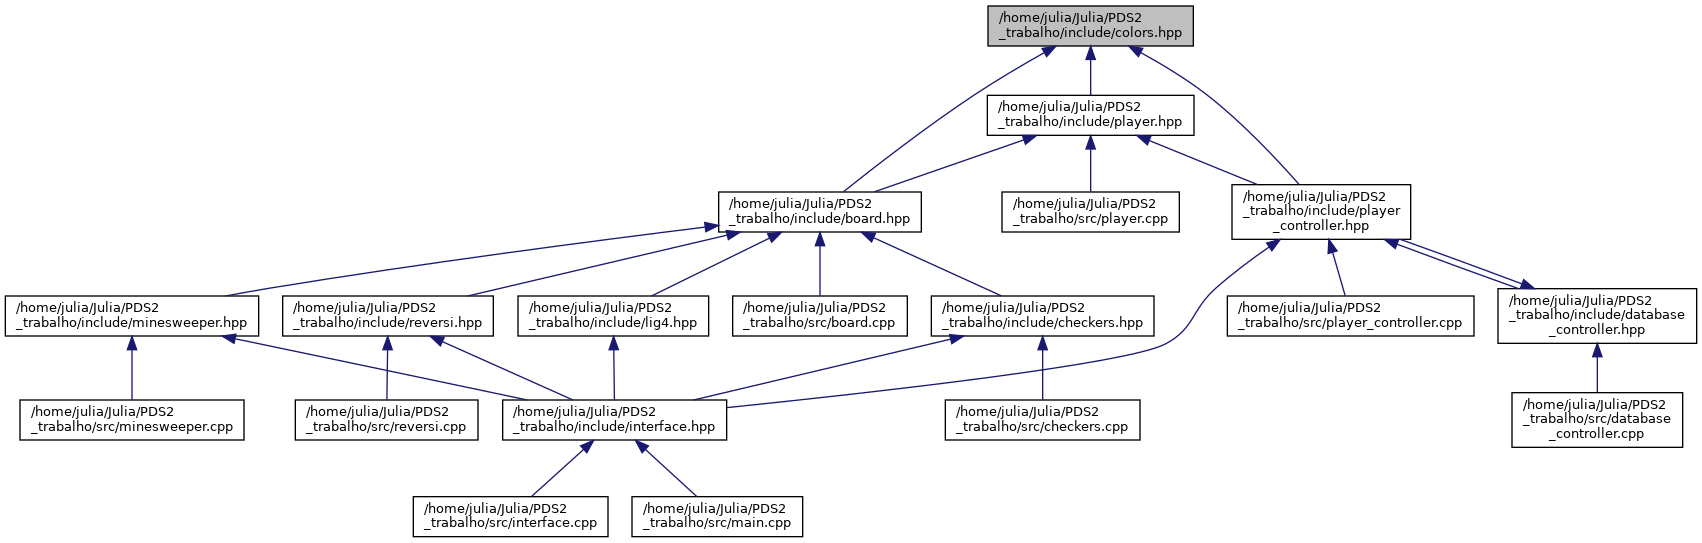 /home/julia/Julia/PDS2
_trabalho/include/colors.hpp
/home/julia/Julia/PDS2
_trabalho/include/player.hpp
/home/julia/Julia/PDS2
_trabalho/include/board.hpp
/home/julia/Julia/PDS2
_trabalho/src/player.cpp
/home/julia/Julia/PDS2
_trabalho/include/player
_controller.hpp
/home/julia/Julia/PDS2
_trabalho/include/minesweeper.hpp
/home/julia/Julia/PDS2
_trabalho/include/reversi.hpp
/home/julia/Julia/PDS2
_trabalho/include/lig4.hpp
/home/julia/Julia/PDS2
_trabalho/src/board.cpp
/home/julia/Julia/PDS2
_trabalho/include/checkers.hpp
/home/julia/Julia/PDS2
_trabalho/src/player_controller.cpp
/home/julia/Julia/PDS2
_trabalho/include/database
_controller.hpp
/home/julia/Julia/PDS2
_trabalho/src/minesweeper.cpp
/home/julia/Julia/PDS2
_trabalho/src/reversi.cpp
/home/julia/Julia/PDS2
_trabalho/include/interface.hpp
/home/julia/Julia/PDS2
_trabalho/src/checkers.cpp
/home/julia/Julia/PDS2
_trabalho/src/database
_controller.cpp
/home/julia/Julia/PDS2
_trabalho/src/interface.cpp
/home/julia/Julia/PDS2
_trabalho/src/main.cpp